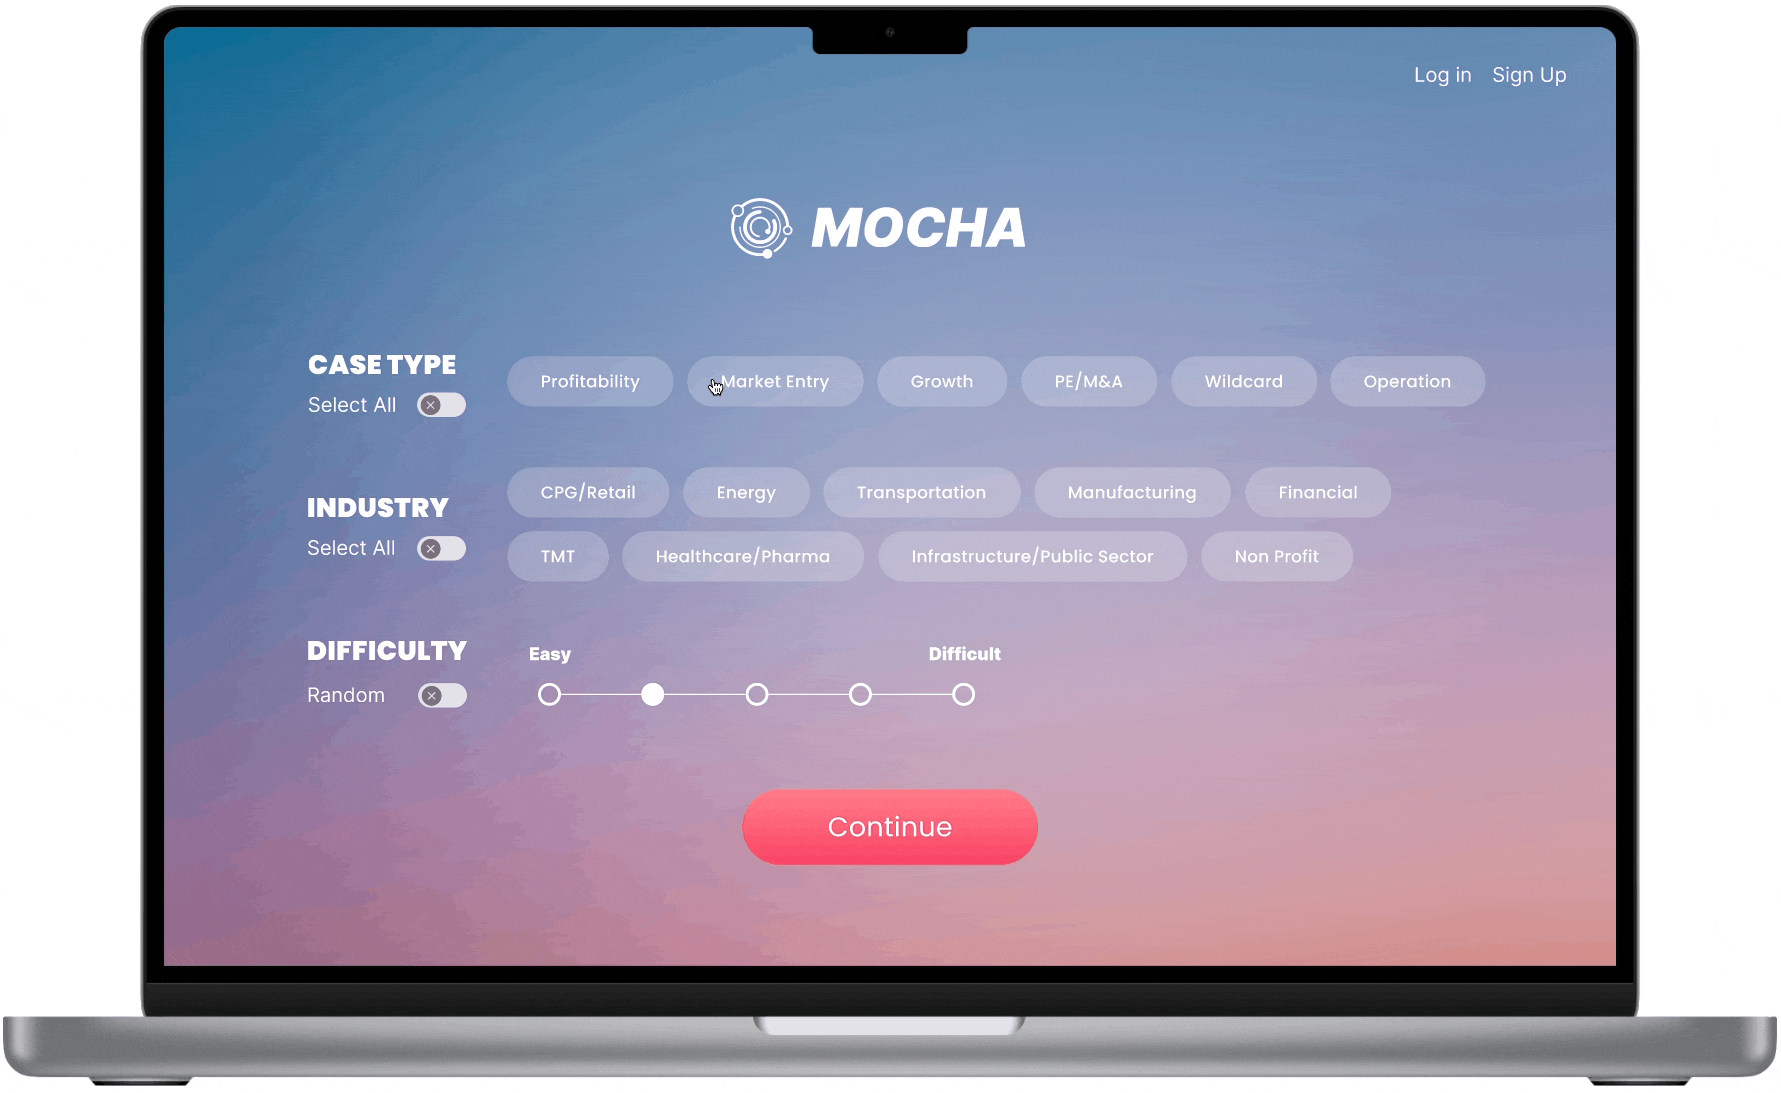 Log in Sign Up
MOCHA
CASE TYPE
Select All
Profitability Market Entry Growth PE/M&A Wildcard Operation
INDUSTRY
Select All
CPG/Retail Energy Transportation Manufacturing Financial
TMT Healthcare/Pharma Infrastructure/Public Sector Non Profit
DIFFICULTY
Random
Easy Difficult
Continue